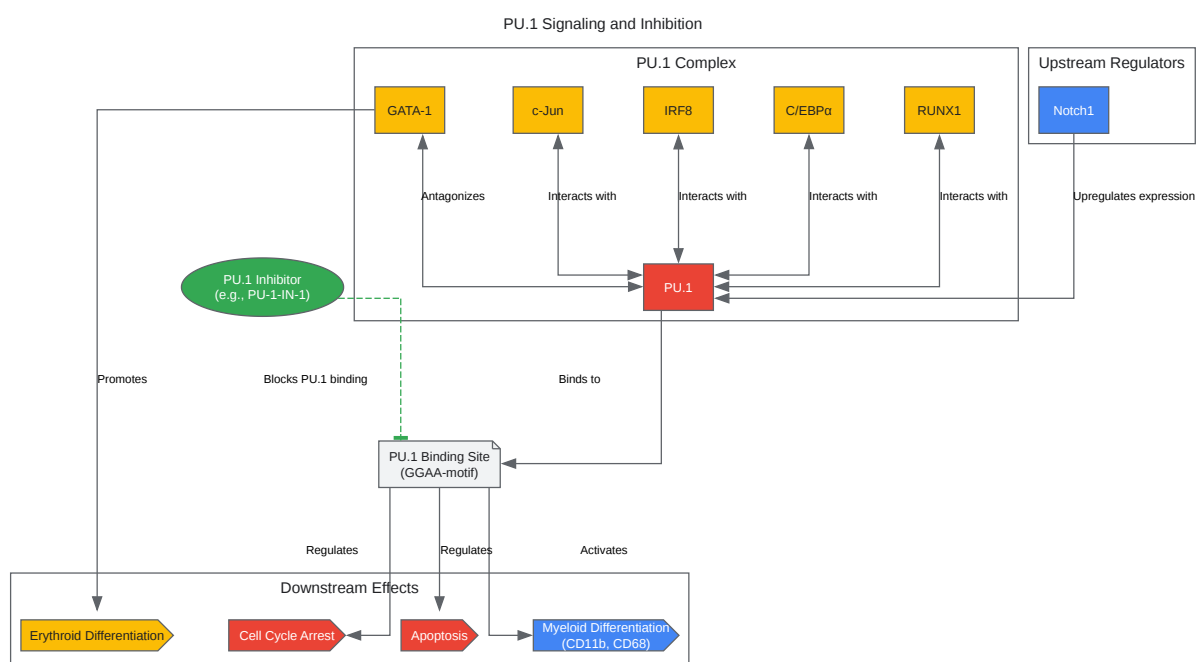 PU.1 Signaling and Inhibition
PU.1 Complex
Upstream Regulators
GATA-1
c-Jun
IRF8
C/EBPα
RUNX1
Notch1
Antagonizes
Interacts with
Interacts with
Interacts with
Interacts with
Upregulates expression
PU.1 Inhibitor
(e.g., PU-1-IN-1)
PU.1
Promotes
Blocks PU.1 binding
Binds to
PU.1 Binding Site
(GGAA-motif)
Regulates
Regulates
Activates
Downstream Effects
Erythroid Differentiation
Cell Cycle Arrest
Apoptosis
Myeloid Differentiation
(CD11b, CD68)